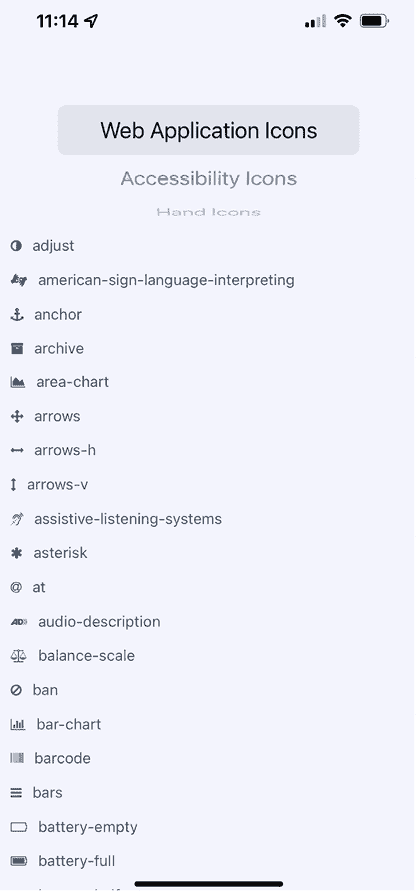 11:14
Web Application Icons
Accessibility Icons
Hand Icons
adjust
american-sign-language-interpreting
anchor
archive
area-chart
arrows
arrows-h
arrows-v
assistive-listening-systems
asterisk
at
audio-description
balance-scale
ban
bar-chart
barcode
bars
battery-empty
battery-full